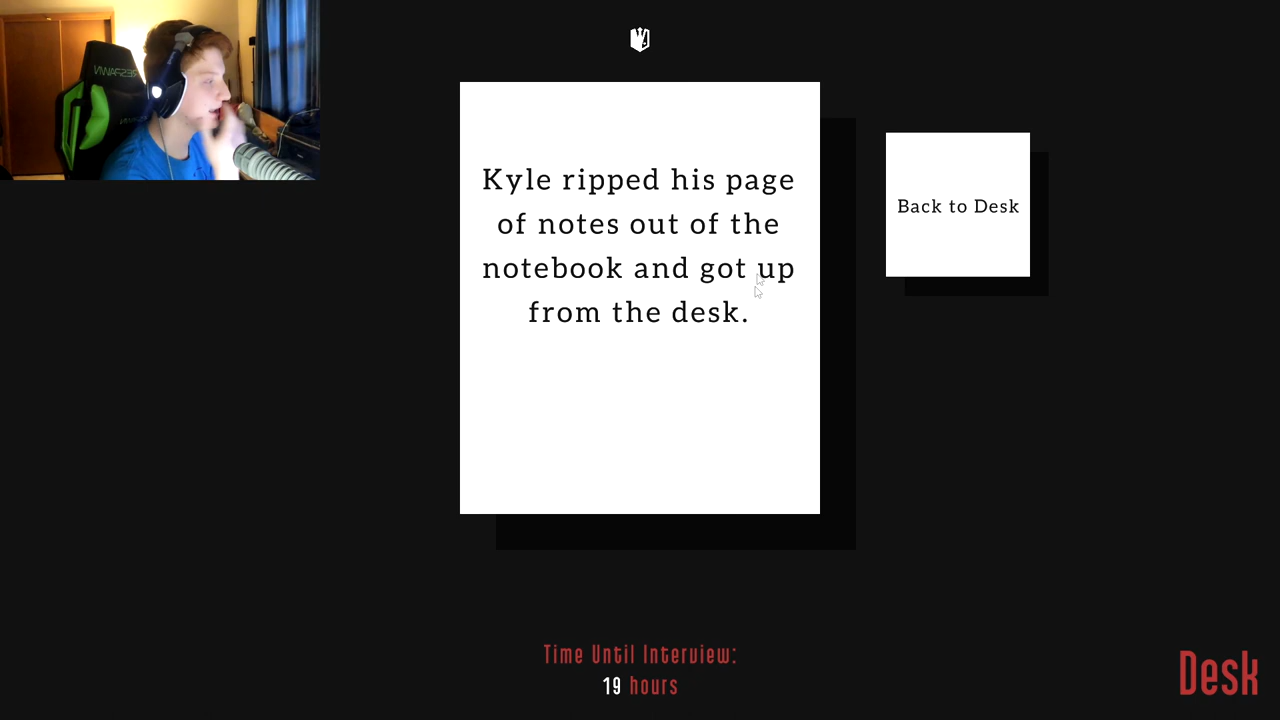 Kyle ripped his page
of notes out of the
notebook and got up
from the desk.
Back to Desk
Time Until Interview:
19 hours
Desk